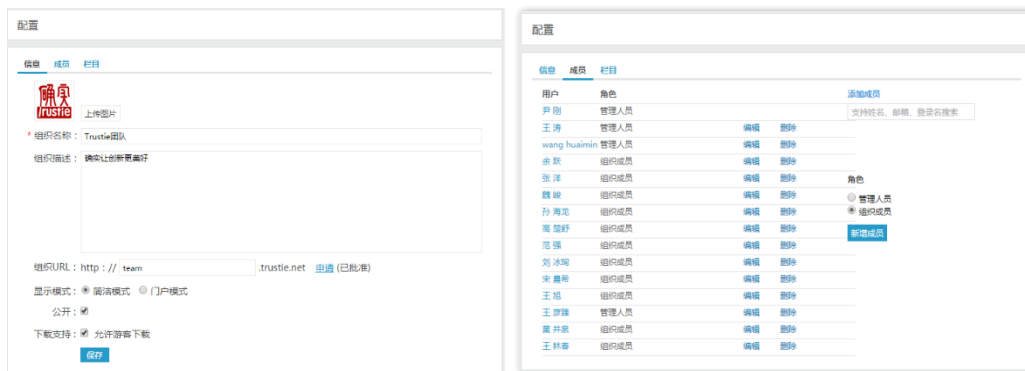 配置
信息 成员 栏目
确实
trustie
上传图片
* 组织名称： Trustie团队
组织描述： 确实让创新更美好
组织URL： http：// team .trustie.net 申请 (已批准)
显示模式： 简洁模式 门户模式
公开：
下载支持： 允许游客下载
保存
配置
信息 成员 栏目
用户 角色 添加成员
尹 刚 管理人员 支持姓名、邮箱、登录名搜索
王 涛 管理人员 编辑 删除
wang huaimin 管理人员 编辑 删除
余 跃 组织成员 编辑 删除
张 洋 组织成员 编辑 删除 角色
魏 峻 组织成员 编辑 删除 管理人员
孙 海龙 组织成员 编辑 删除 组织成员
高 楚舒 组织成员 编辑 删除 新增成员
范 强 组织成员 编辑 删除
刘 冰珣 组织成员 编辑 删除
宋 晨希 组织成员 编辑 删除
王 旭 组织成员 编辑 删除
王 管理人员 编辑 删除
黄 井泉 组织成员 编辑 删除
王 林春 组织成员 编辑 删除